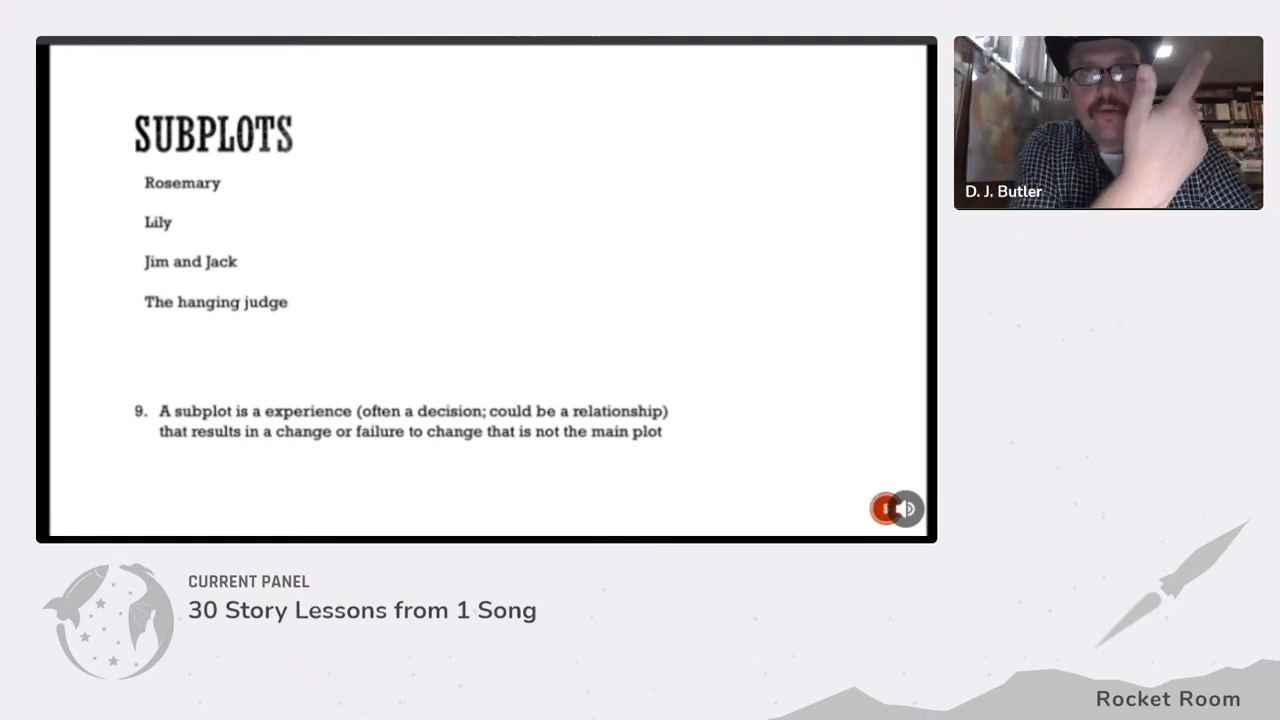 SUBPLOTS
Rosemary
Lily
Jim and Jack
The hanging judge
9. A subplot is a experience (often a decision; could be a relationship)
that results in a change or failure to change that is not the main plot
D. J. Butler
CURRENT PANEL
30 Story Lessons from 1 Song
Rocket Room